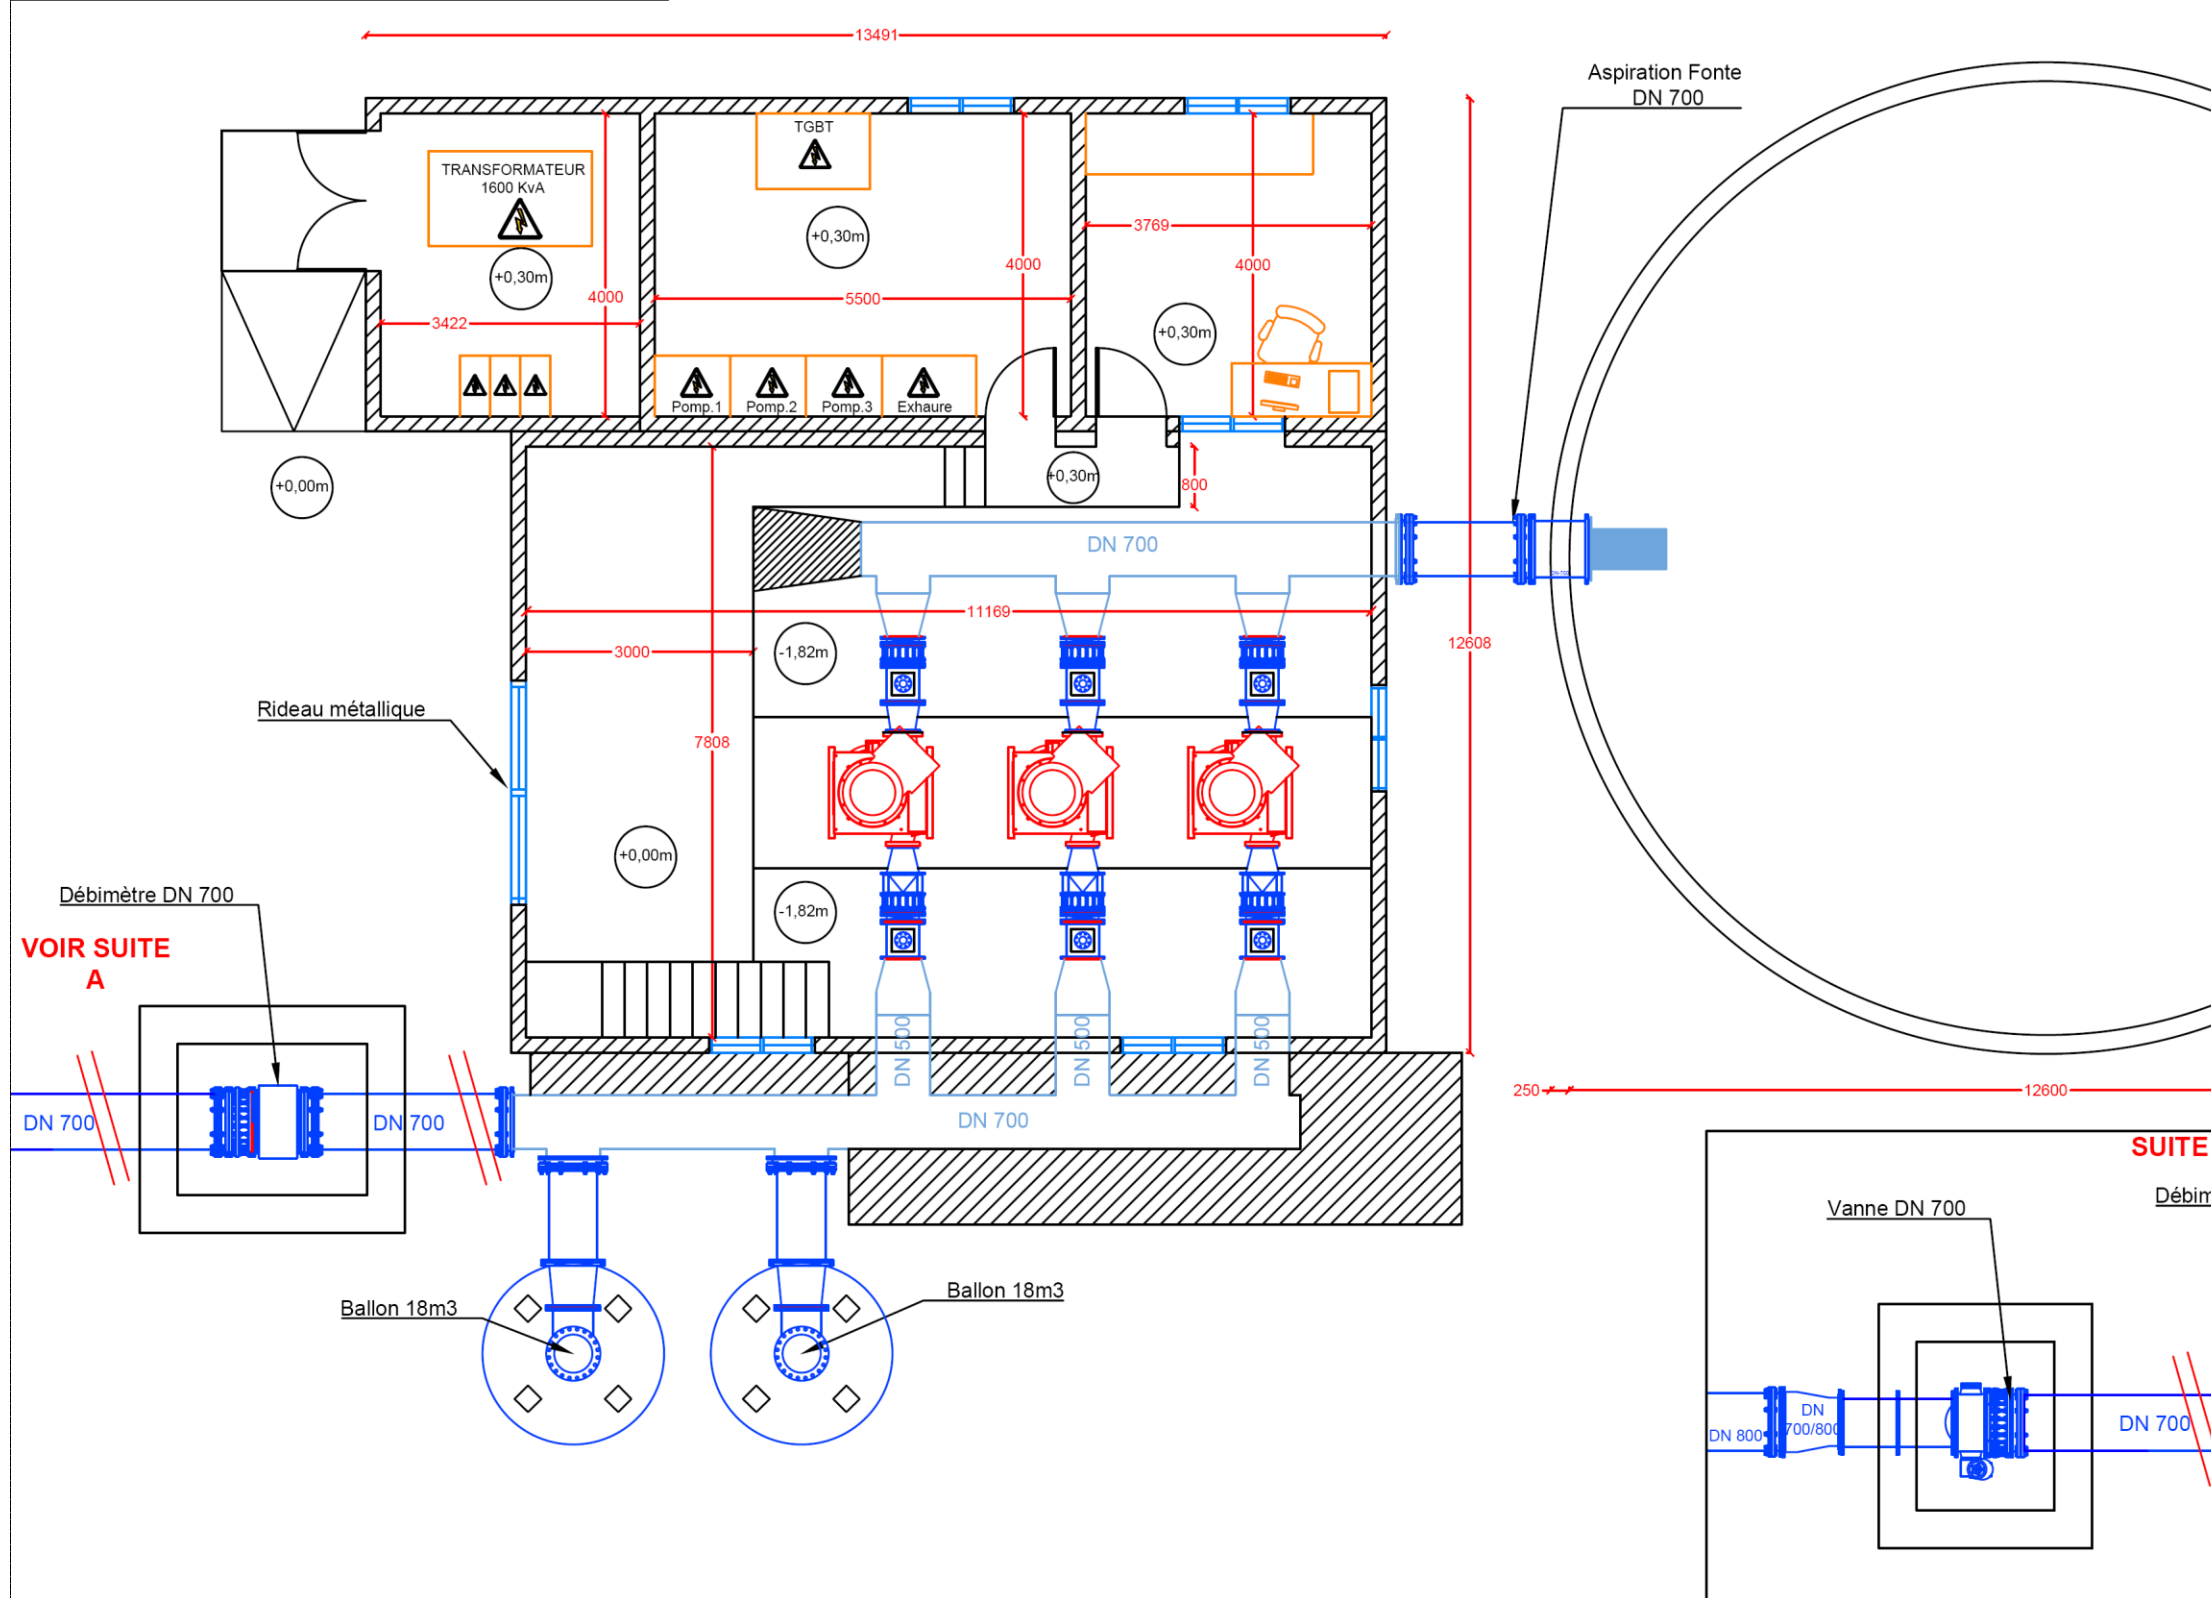 13491
Aspiration Fonte
DN 700
TGBT
TRANSFORMATEUR
1600 KvA
+0,30m
+0,30m
3769
4000
4000
4000
5500
3422
+0,30m
Pomp.1
Pomp.2
Pomp.3
Exhaure
+0,00m
+0,30m
800
DN 700
11169
3000
-1,82m
12608
Rideau métallique
7808
+0,00m
-1,82m
Débimètre DN 700
VOIR SUITE
A
DN 500
DN 500
DN 500
250
12600
DN 700
DN 700
DN 700
SUITE
Vanne DN 700
Débim
Ballon 18m3
Ballon 18m3
DN 800
DN
700/800
DN 700